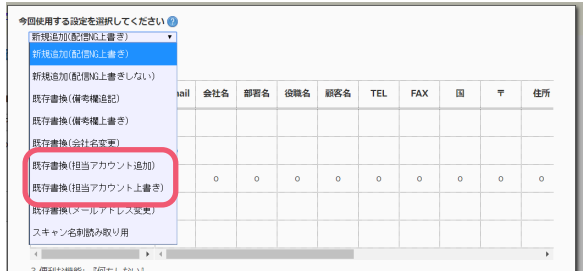 今回使用する設定を選択してください ?
新規追加(配信NG上書き)
新規追加(配信NG上書き)
新規追加(配信NG上書きしない)
既存書換(備考欄追記)
ail 会社名 部署名 役職名 顧客名 TEL FAX 国 〒 住所
既存書換(備考欄上書き)
既存書換(会社名変更)
既存書換(担当アカウント追加)
○ ○ ○ ○ ○ ○ ○ ○ ○
既存書換(担当アカウント上書き)
既存書換(メールアドレス変更)
スキャン名刺読み取り用